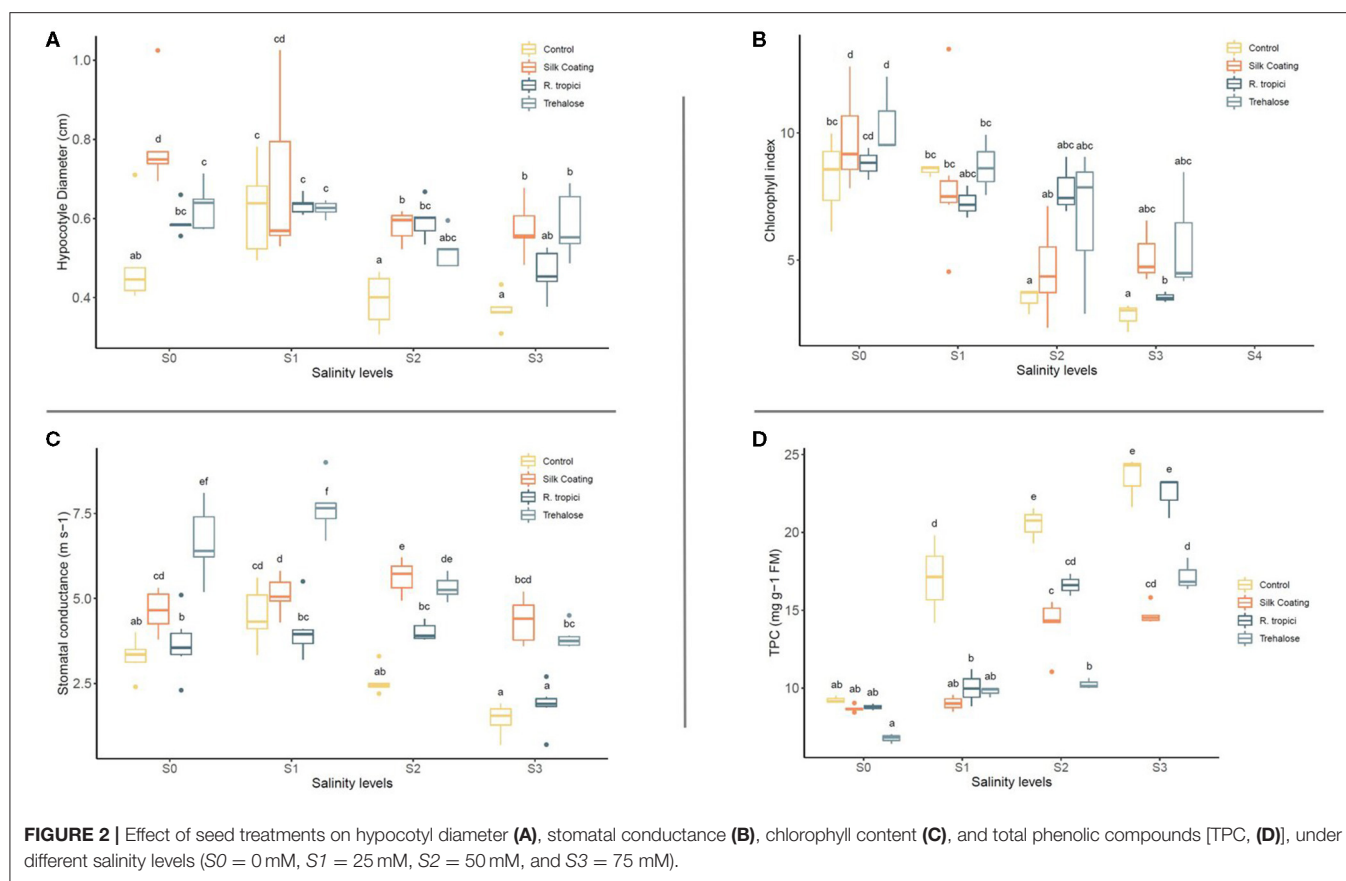 A
Hypocotyle Diameter (cm)
1.0
0.8
0.6
0.4
ab
d
bc
c
c
cd
c
c
a
b
bc
abc
a
b
ab
b
Control
Silk Coating
R. tropici
Trehalose
S0
S1
S2
S3
Salinity levels
B
Chlorophyll index
10
5
bc
d
cd
d
bc
bc
abc
bc
a
ab
abc
abc
a
abc
b
abc
Control
Silk Coating
R. tropici
Trehalose
S0
S1
S2
S3
S4
Salinity levels
C
Stomatal conductance (m s−1)
7.5
5.0
2.5
ab
cd
b
ef
cd
d
bc
f
ab
e
bc
de
a
bcd
a
bc
Control
Silk Coating
R. tropici
Trehalose
S0
S1
S2
S3
Salinity levels
D
TPC (mg g−1 FM)
25
20
15
10
ab
ab
ab
a
d
ab
b
ab
e
c
cd
b
e
cd
e
d
Control
Silk Coating
R. tropici
Trehalose
S0
S1
S2
S3
Salinity levels
FIGURE 2 | Effect of seed treatments on hypocotyl diameter (A), stomatal conductance (B), chlorophyll content (C), and total phenolic compounds [TPC, (D)], under
different salinity levels (S0 = 0 mM, S1 = 25 mM, S2 = 50 mM, and S3 = 75 mM).